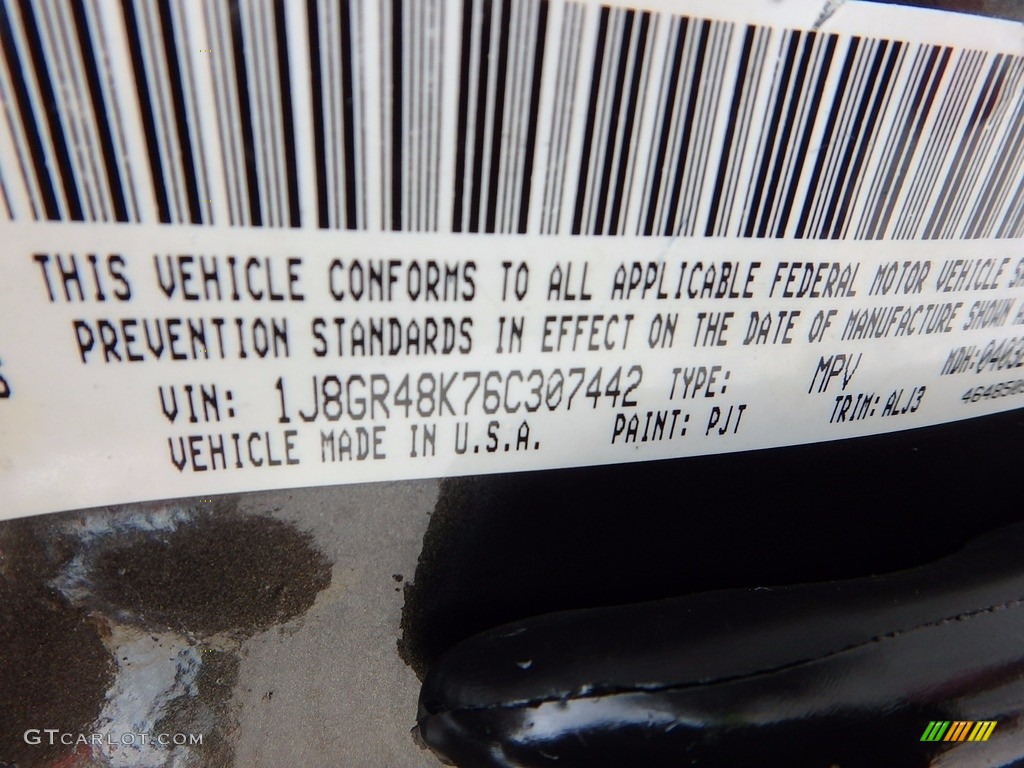 THIS VEHICLE CONFORMS TO ALL APPLICABLE FEDERAL MOTOR VEHICLE
PREVENTION STANDARDS IN EFFECT ON THE DATE OF MANUFACTURE SHOWN
VIN: 1J8GR48K76C307442 TYPE: MPV MDH:
VEHICLE MADE IN U.S.A. PAINT: PJT TRIM: ALJ3
GTCARLOT.COM